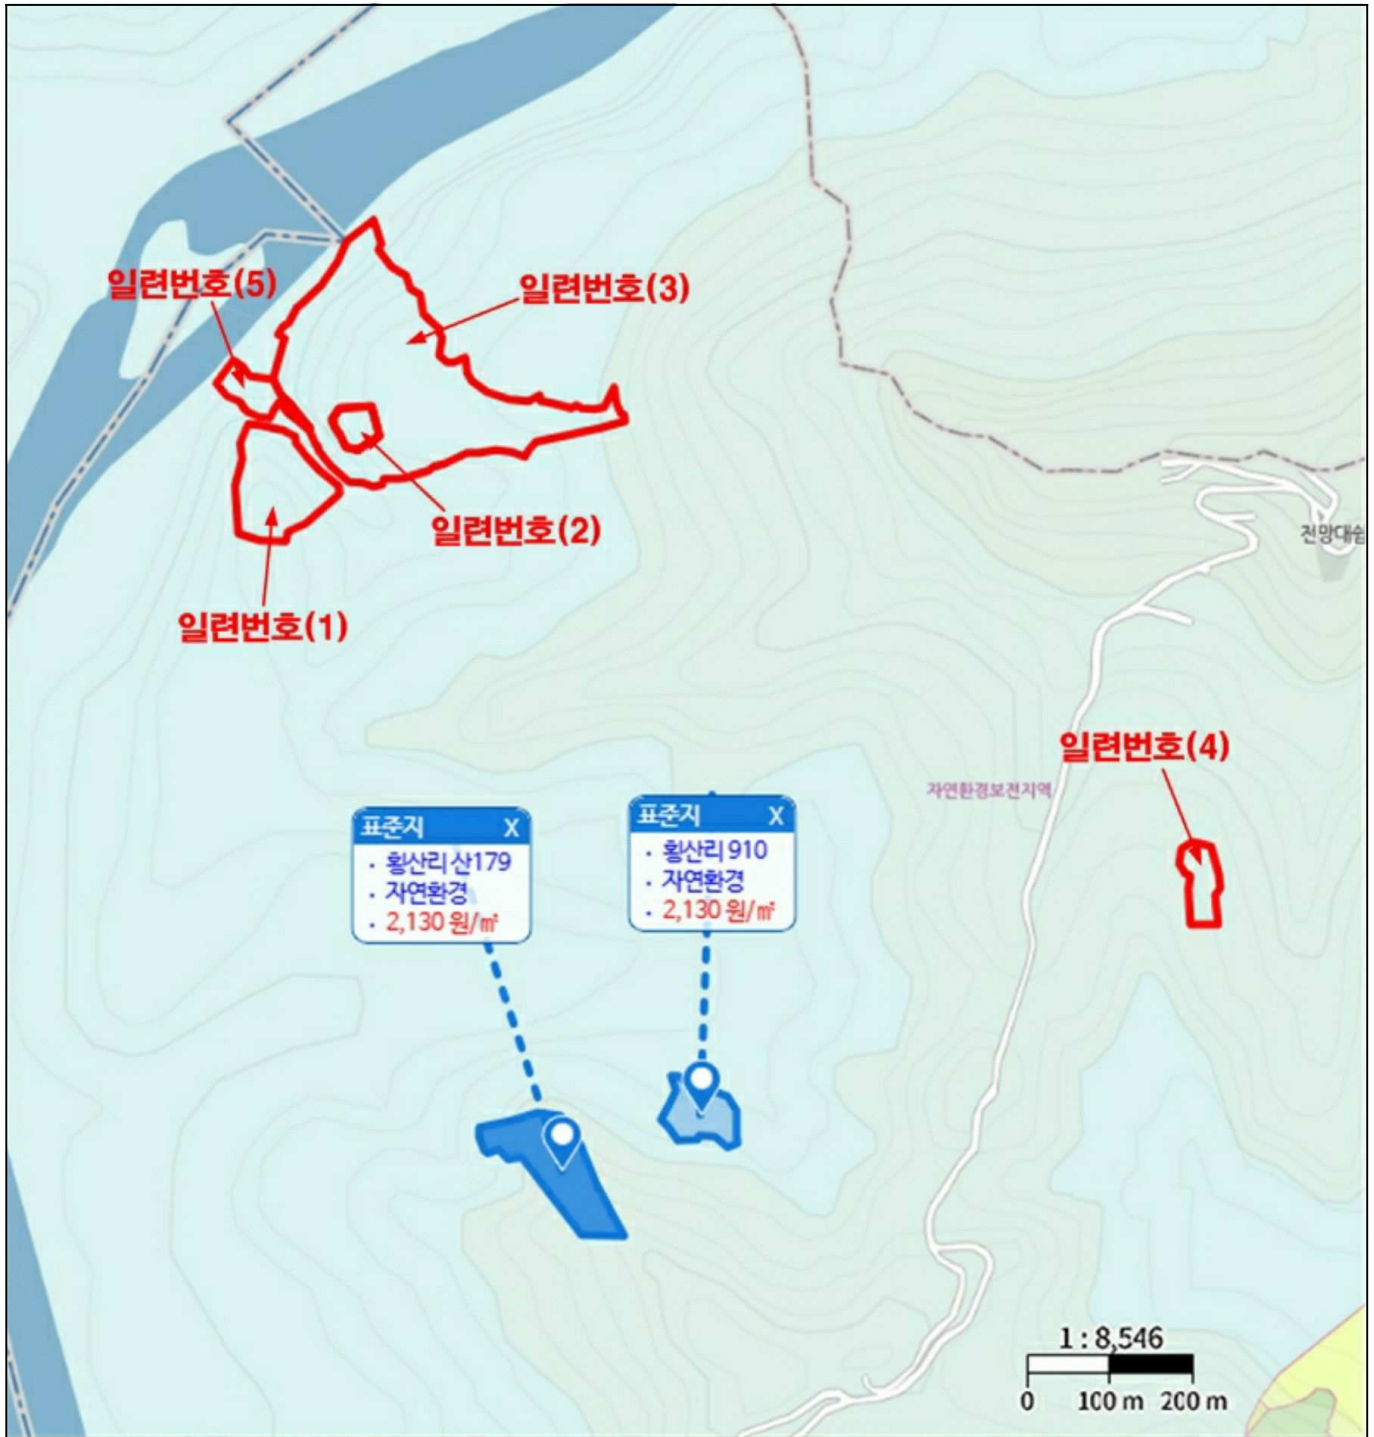 일련번호(5)
일련번호(3)
일련번호(2)
전망대쉼
일련번호(1)
일련번호(4)
자연환경보전지역
표준지 X
· 횡산리 산179
· 자연환경
· 2,130 원/㎡
표준지 X
· 횡산리 910
· 자연환경
· 2,130 원/㎡
1 : 8,546
0 100 m 200 m